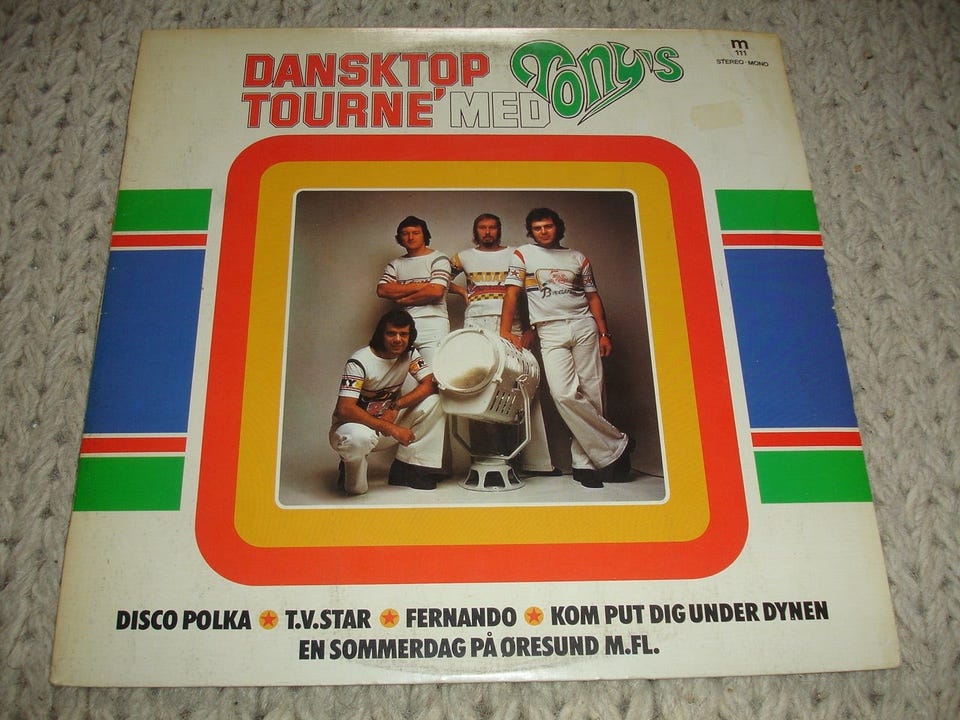 DANSKTOP
TOURNE' MED Tony's
m
111
STEREO · MONO
DISCO POLKA ★ T.V. STAR ★ FERNANDO ★ KOM PUT DIG UNDER DYNEN
EN SOMMERDAG PÅ ØRESUND M.FL.